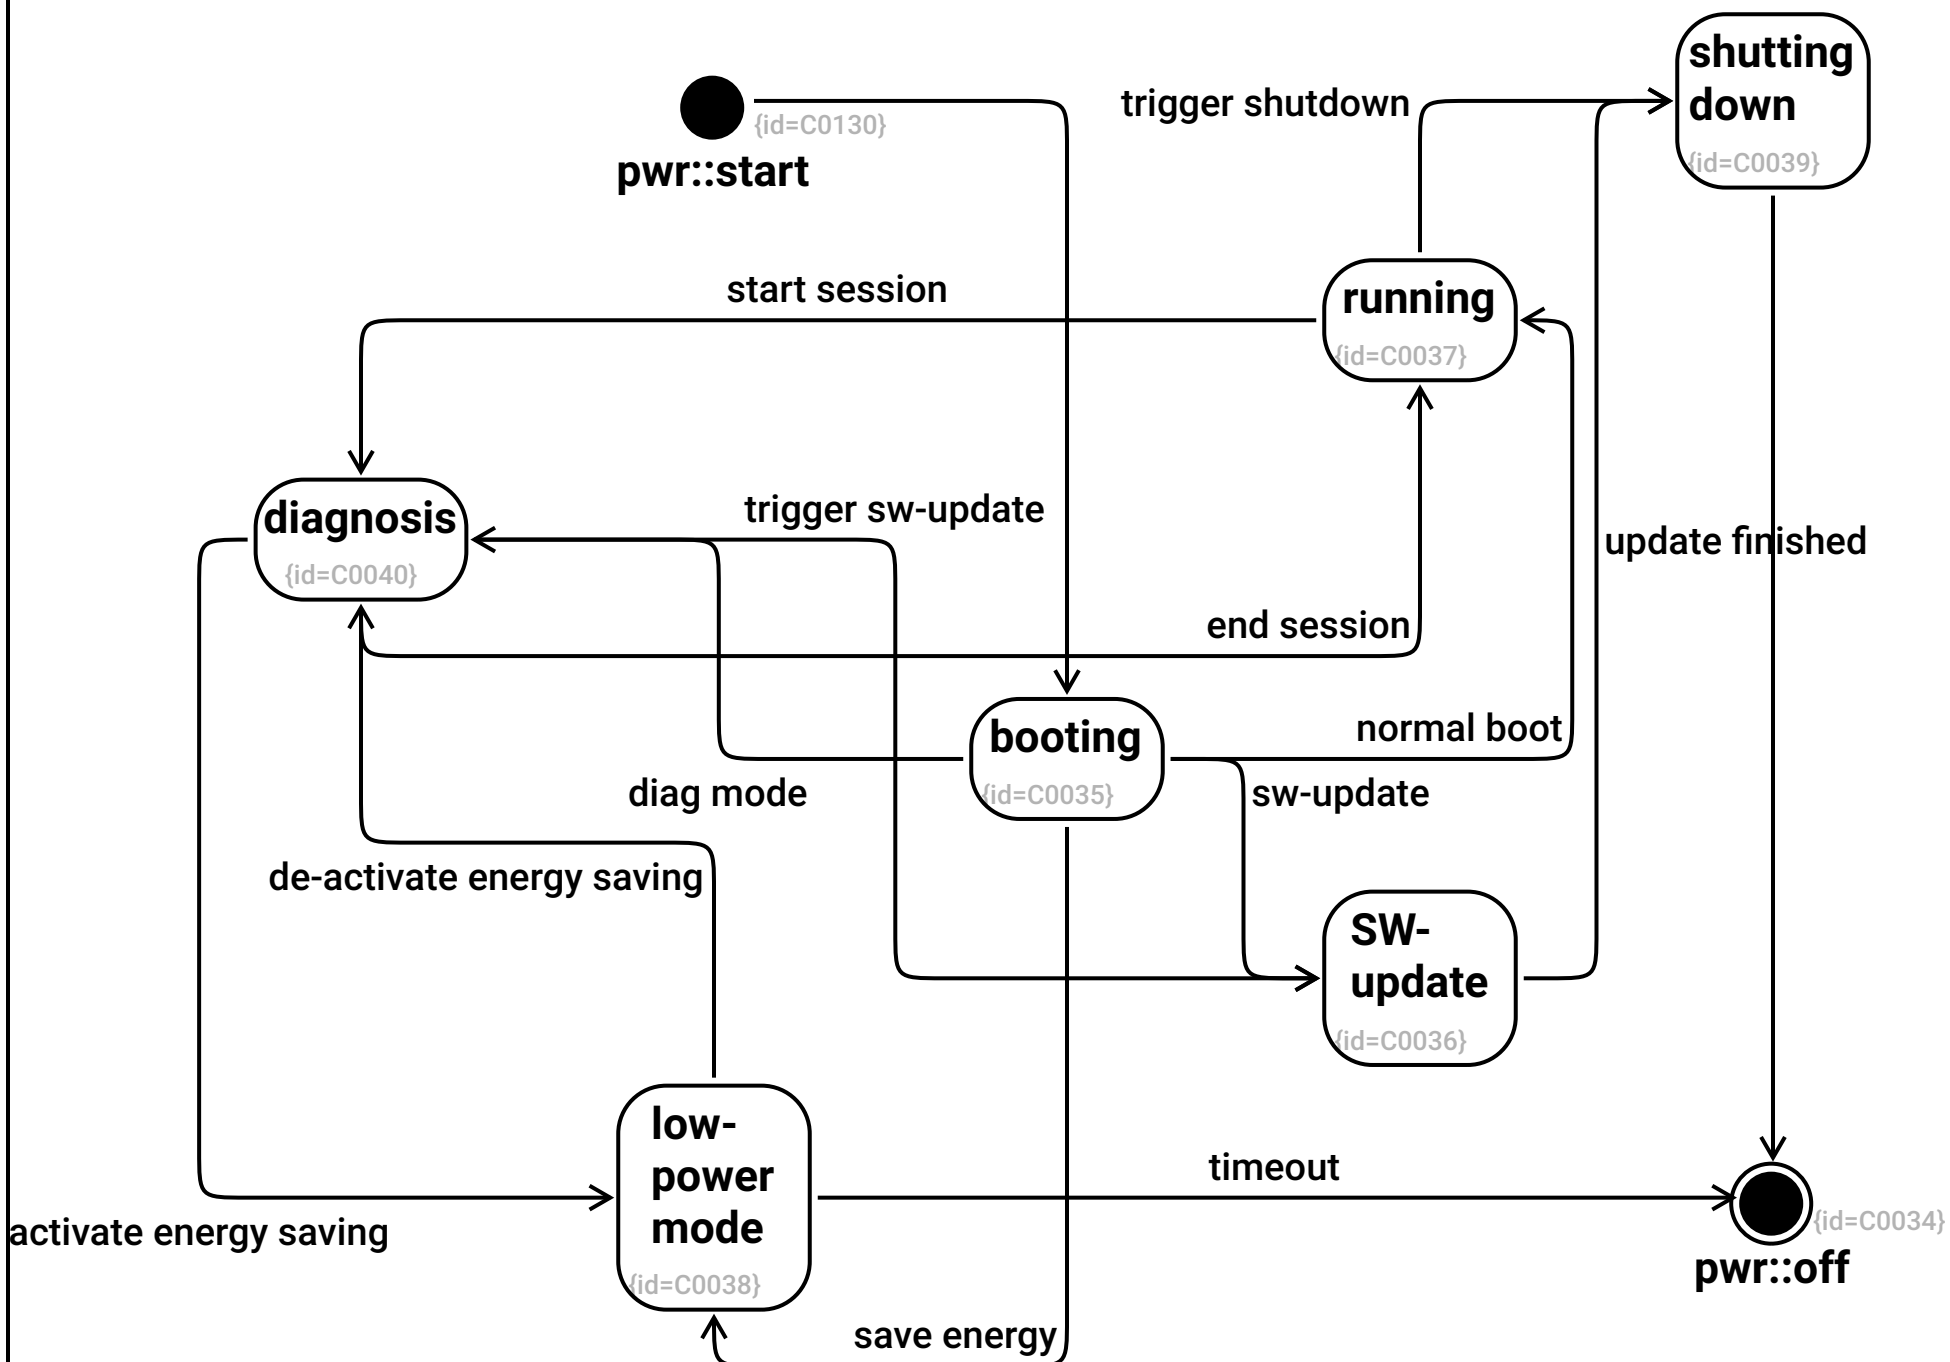 shutting
down
{id=C0039}
trigger shutdown
{id=C0130}
pwr::start
start session
running
{id=C0037}
diagnosis
{id=C0040}
trigger sw-update
update finished
end session
booting
{id=C0035}
normal boot
diag mode
sw-update
de-activate energy saving
SW-
update
{id=C0036}
low-
power
mode
{id=C0038}
timeout
activate energy saving
{id=C0034}
pwr::off
save energy